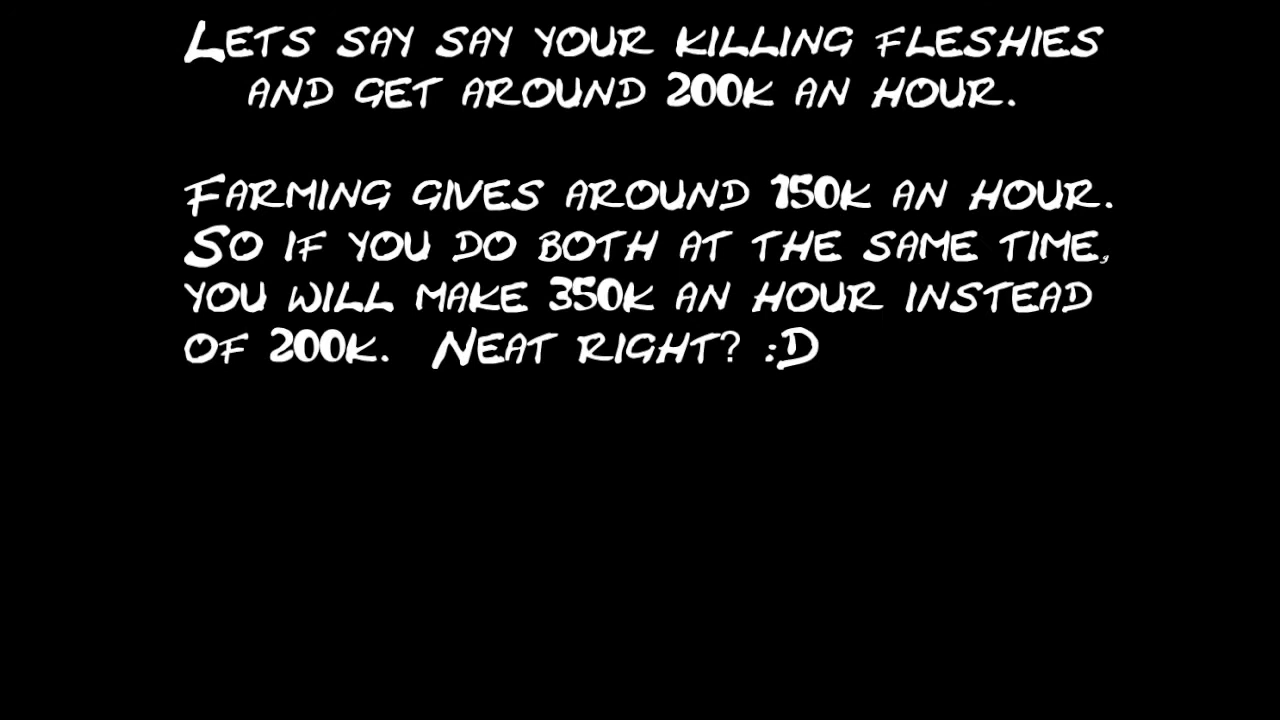 Lets say say your killing fleshies
and get around 200k an hour.
Farming gives around 150k an hour.
So if you do both at the same time,
you will make 350k an hour instead
of 200k. Neat right? :D